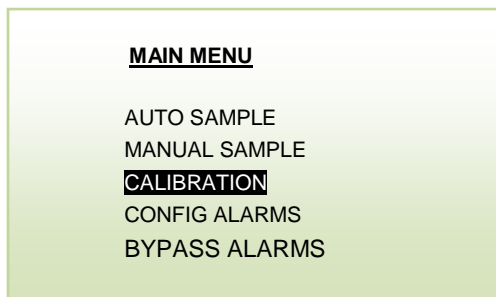 MAIN MENU
AUTO SAMPLE
MANUAL SAMPLE
CALIBRATION
CONFIG ALARMS
BYPASS ALARMS